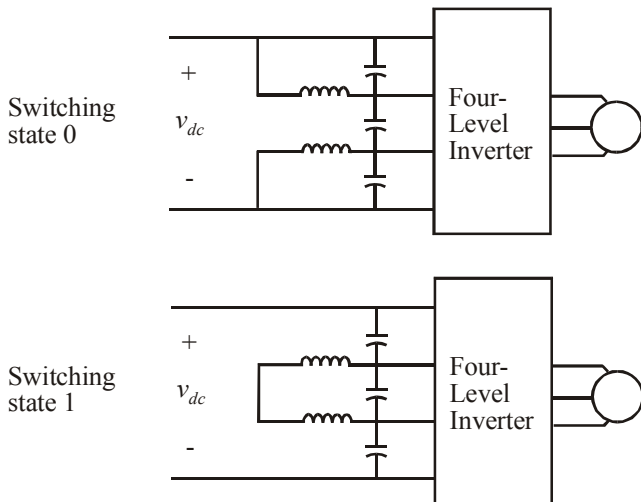 +
Switching
state 0
v_dc
-
Four-
Level
Inverter
+
Switching
state 1
v_dc
-
Four-
Level
Inverter